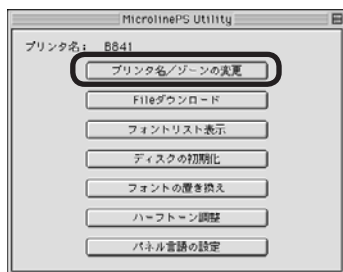 MicrolinePS Utility
プリンタ名： B841
プリンタ名／ゾーンの変更
Fileダウンロード
フォントリスト表示
ディスクの初期化
フォントの置き換え
ハーフトーン調整
パネル言語の設定